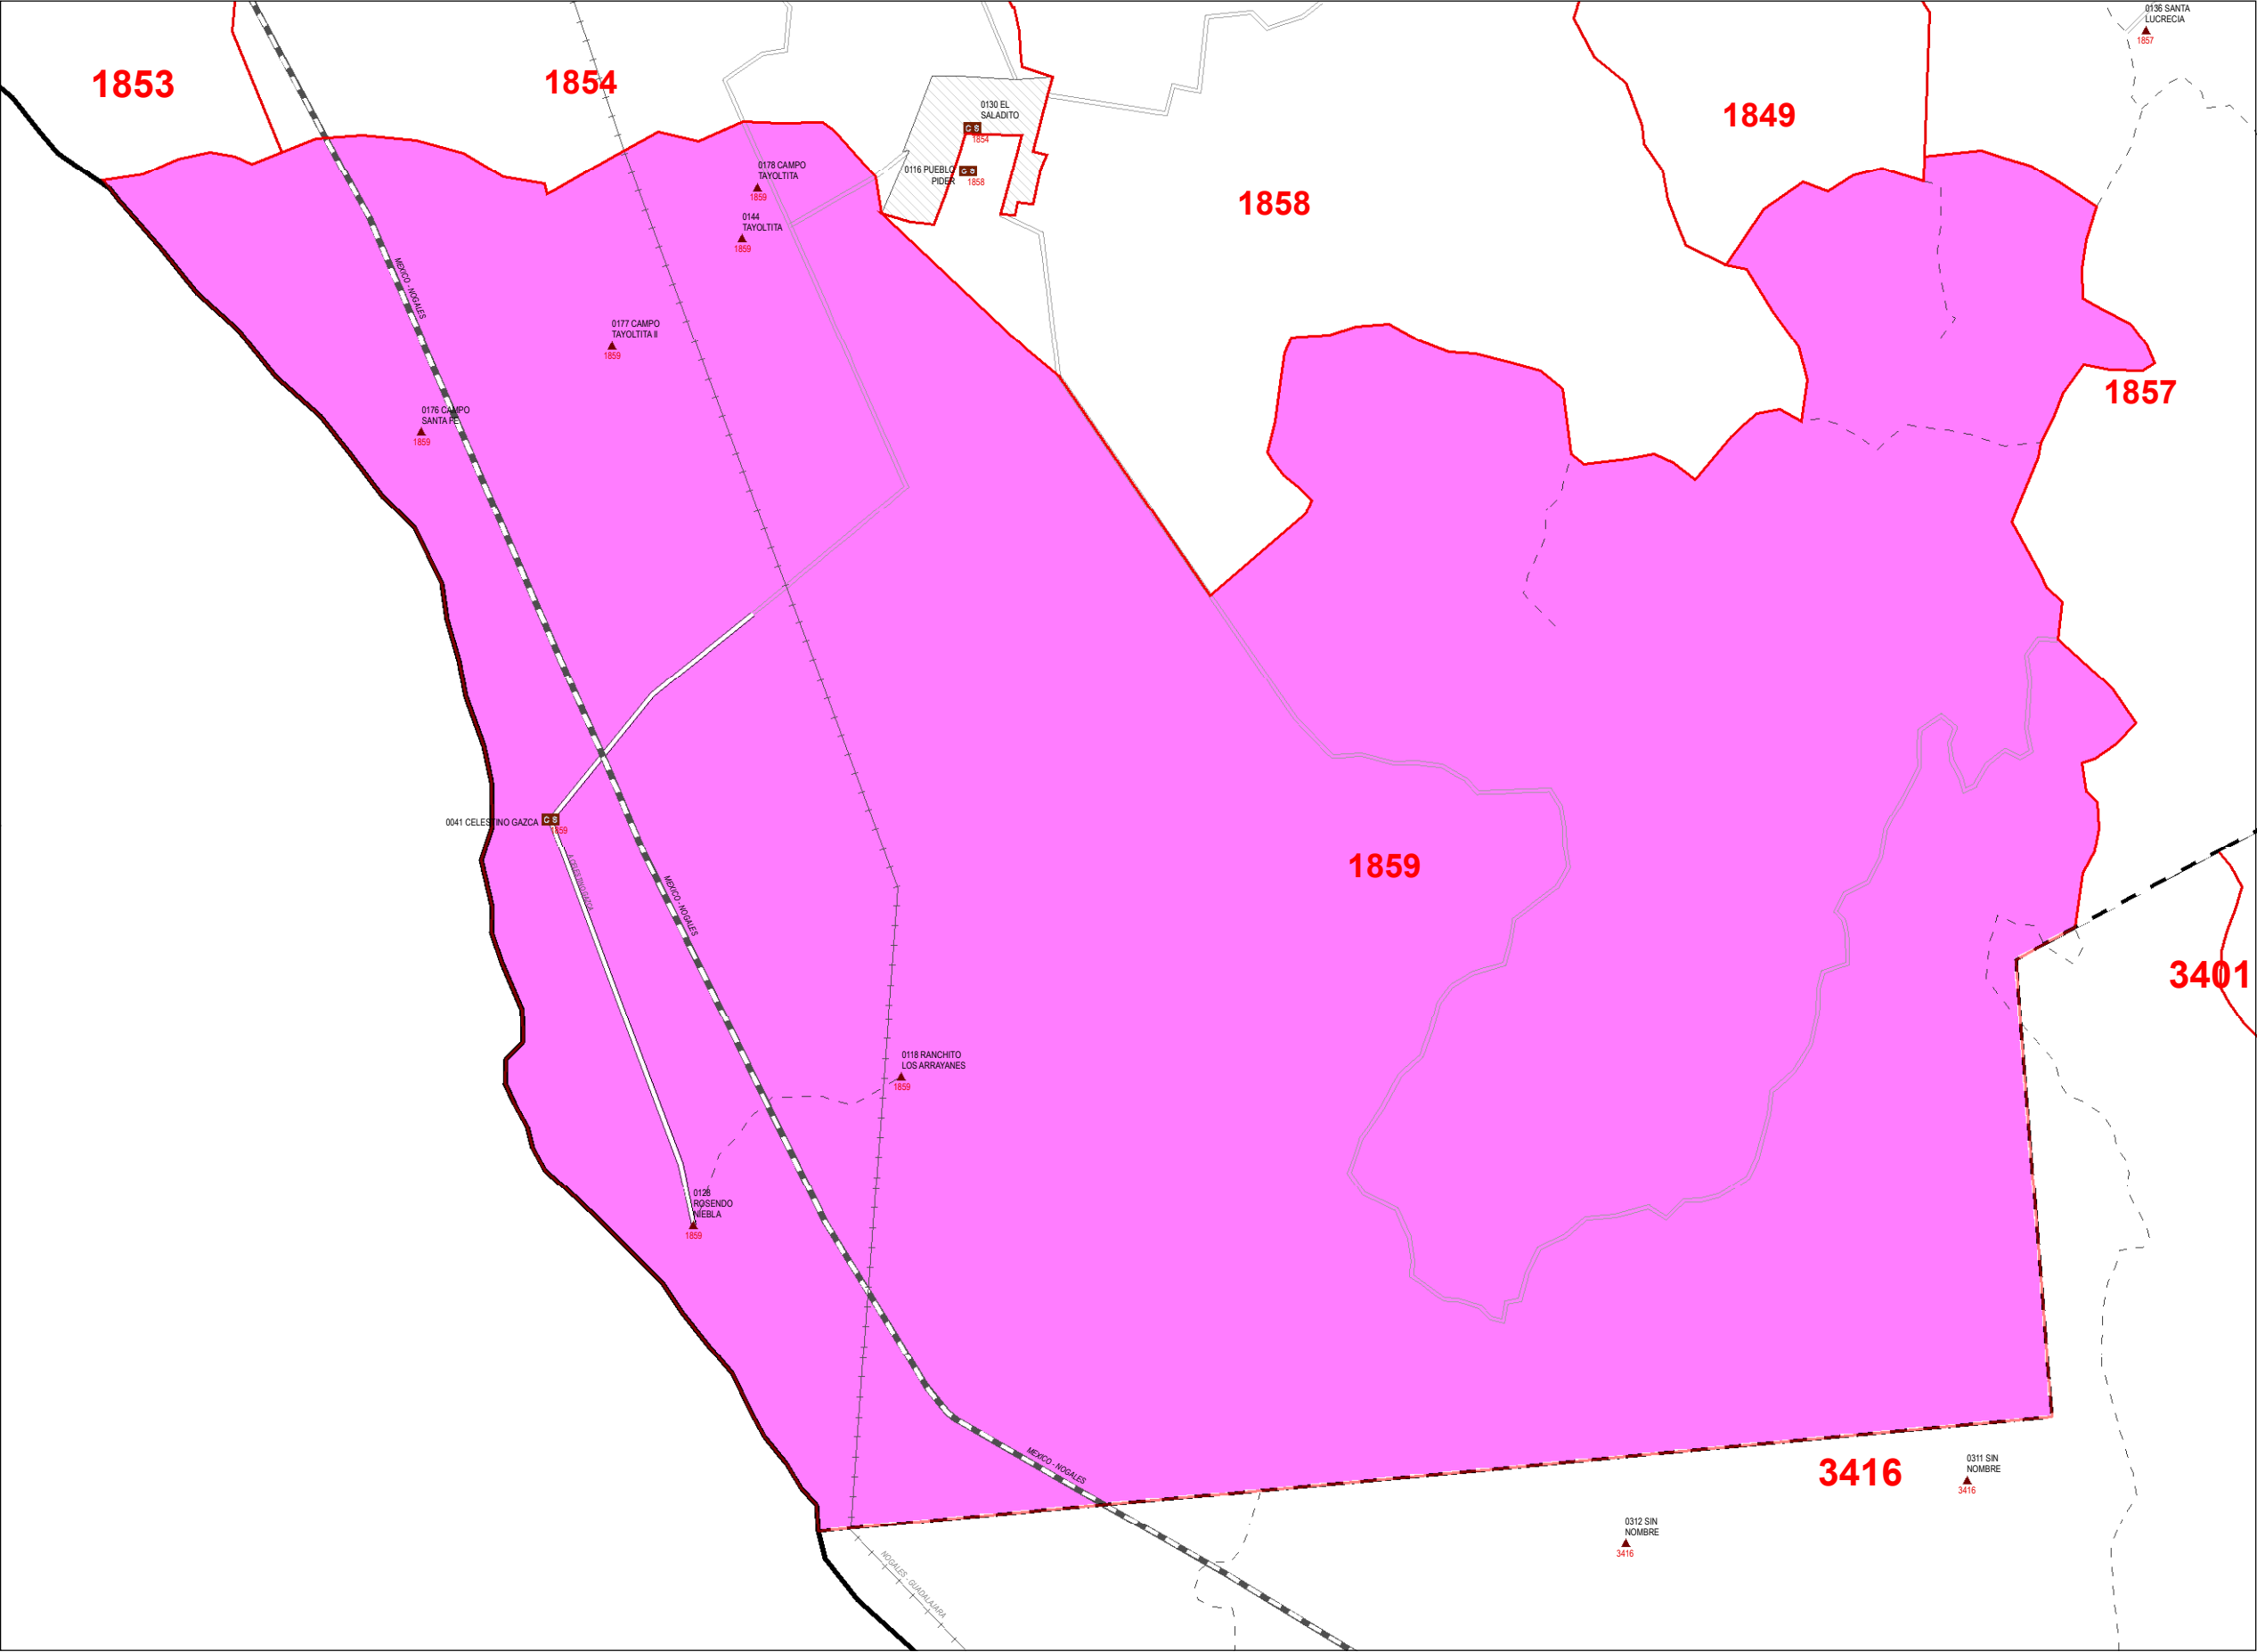 0136 SANTA
LUCRECIA
1857
1853
1854
1849
0130 EL
SALADITO
C S
1854
0116 PUEBLO
PIDER
C S
1858
0178 CAMPO
TAYOLTITA
1859
1858
0144
TAYOLTITA
1859
MEXICO - NOGALES
0177 CAMPO
TAYOLTITA II
1859
1857
0176 CAMPO
SANTA FE
1859
0041 CELESTINO GAZCA
C S
1859
A CELESTINO GAZCA
MEXICO - NOGALES
1859
3401
0118 RANCHITO
LOS ARRAYANES
1859
0128
ROSENDO
NIEBLA
1859
MEXICO - NOGALES
3416
0311 SIN
NOMBRE
3416
0312 SIN
NOMBRE
3416
NOGALES - GUADALAJARA